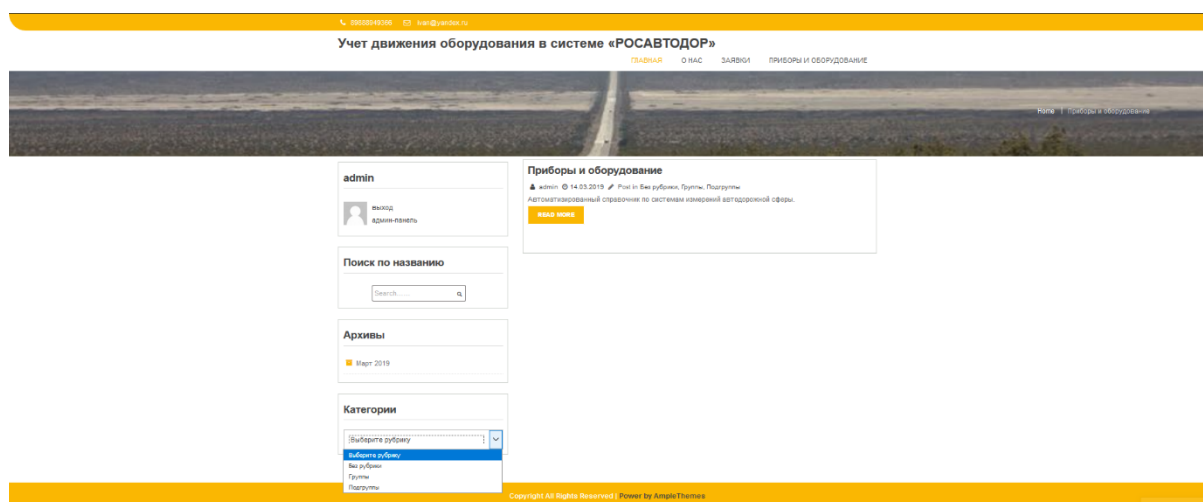 89888949366 ivan@yandex.ru
Учет движения оборудования в системе «РОСАВТОДОР»
ГЛАВНАЯ О НАС ЗАЯВКИ ПРИБОРЫ И ОБОРУДОВАНИЕ
Home | Приборы и оборудование
admin
выход
админ-панель
Поиск по названию
Search......
Архивы
Март 2019
Категории
Выберите рубрику
Выберите рубрику
Без рубрики
Группы
Подгруппы
Приборы и оборудование
admin 14.03.2019 Post in Без рубрики, Группы, Подгруппы
Автоматизированный справочник по системам измерений автодорожной сферы.
READ MORE
Copyright All Rights Reserved | Power by AmpleThemes